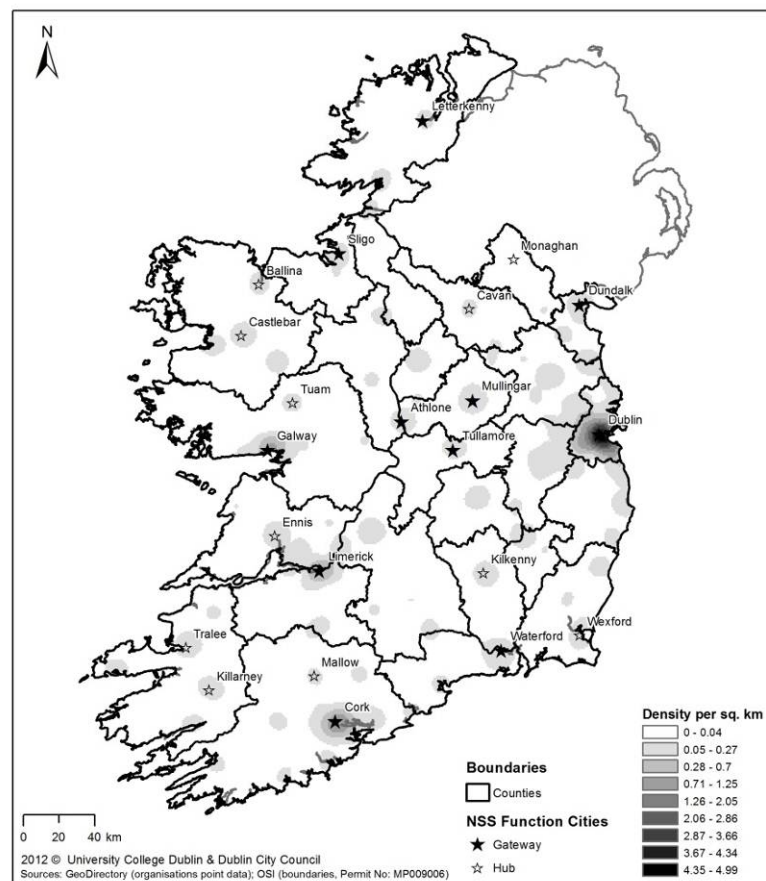 N
Letterkenny
Sligo
Monaghan
Ballina
Cavan
Dundalk
Castlebar
Mullingar
Tuam
Athlone
Dublin
Galway
Tullamore
Ennis
Limerick
Kilkenny
Wexford
Tralee
Waterford
Killarney
Mallow
Cork
Density per sq. km
0 - 0.04
0.05 - 0.27
0.28 - 0.7
0.71 - 1.25
1.26 - 2.05
2.06 - 2.86
2.87 - 3.66
3.67 - 4.34
4.35 - 4.99
Boundaries
Counties
NSS Function Cities
Gateway
Hub
0 20 40
km
2012 © University College Dublin & Dublin City Council
Sources: GeoDirectory (organisations point data); OSI (boundaries, Permit No: MP009006)